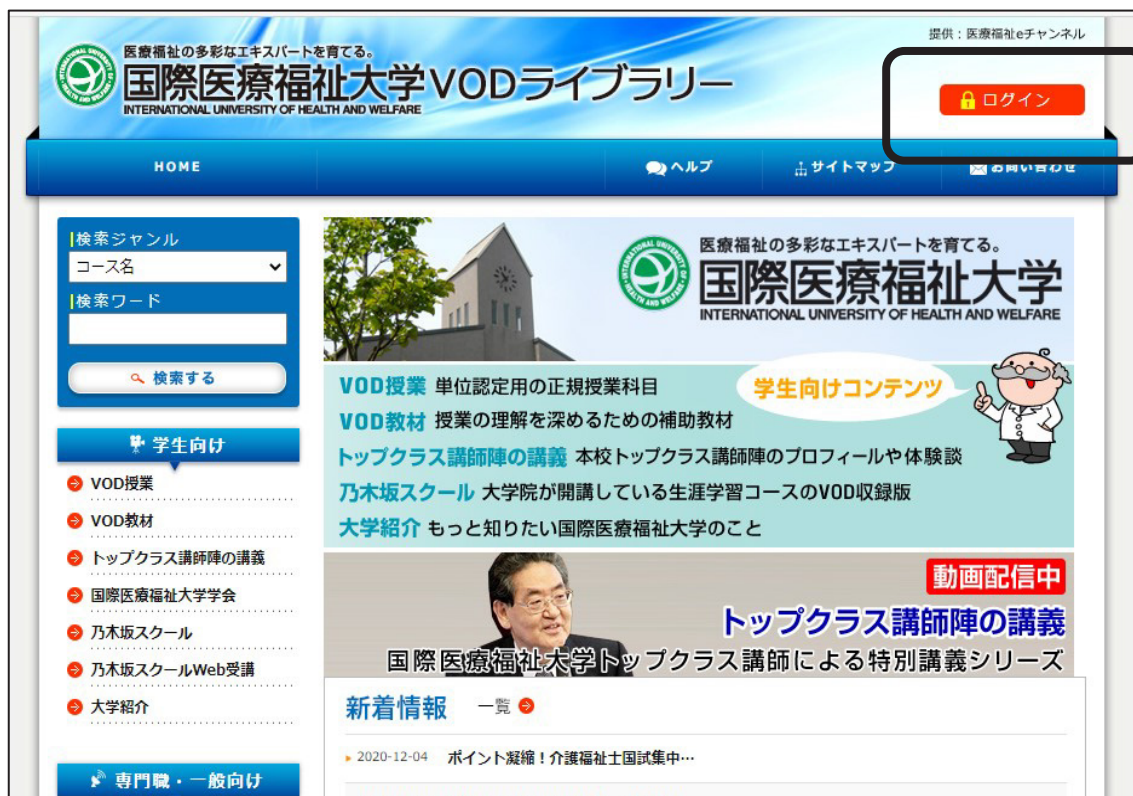 提供：医療福祉eチャンネル
医療福祉の多彩なエキスパートを育てる。
国際医療福祉大学VODライブラリー
INTERNATIONAL UNIVERSITY OF HEALTH AND WELFARE
ログイン
HOME
ヘルプ
サイトマップ
お問い合わせ
検索ジャンル
コース名
検索ワード
検索する
学生向け
VOD授業
VOD教材
トップクラス講師陣の講義
国際医療福祉大学学会
乃木坂スクール
乃木坂スクールWeb受講
大学紹介
専門職・一般向け
医療福祉の多彩なエキスパートを育てる。
国際医療福祉大学
INTERNATIONAL UNIVERSITY OF HEALTH AND WELFARE
学生向けコンテンツ
VOD授業 単位認定用の正規授業科目
VOD教材 授業の理解を深めるための補助教材
トップクラス講師陣の講義 本校トップクラス講師陣のプロフィールや体験談
乃木坂スクール 大学院が開講している生涯学習コースのVOD収録版
大学紹介 もっと知りたい国際医療福祉大学のこと
動画配信中
トップクラス講師陣の講義
国際医療福祉大学トップクラス講師による特別講義シリーズ
新着情報 一覧
2020-12-04 ポイント凝縮！介護福祉士国試集中…